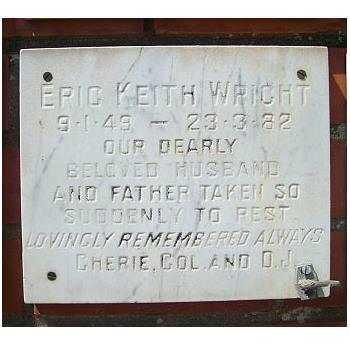 ERIC KEITH WRIGHT
9·1·49 — 23·3·82
OUR DEARLY
BELOVED HUSBAND
AND FATHER TAKEN SO
SUDDENLY TO REST.
LOVINGLY REMEMBERED ALWAYS
CHERIE, COL AND D.J.